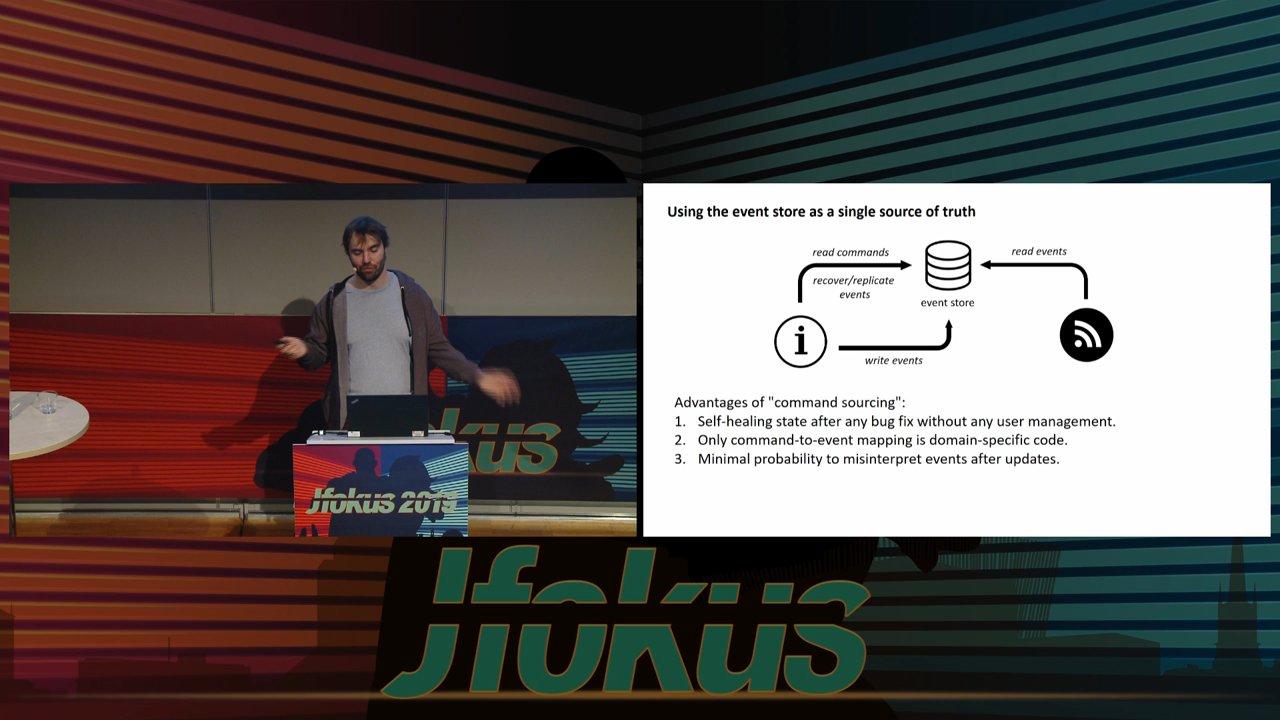 Using the event store as a single source of truth
read commands
read events
recover/replicate
events
event store
i
write events
Advantages of "command sourcing":
1. Self-healing state after any bug fix without any user management.
2. Only command-to-event mapping is domain-specific code.
3. Minimal probability to misinterpret events after updates.
kus
Jfokus 2019
Jfokus